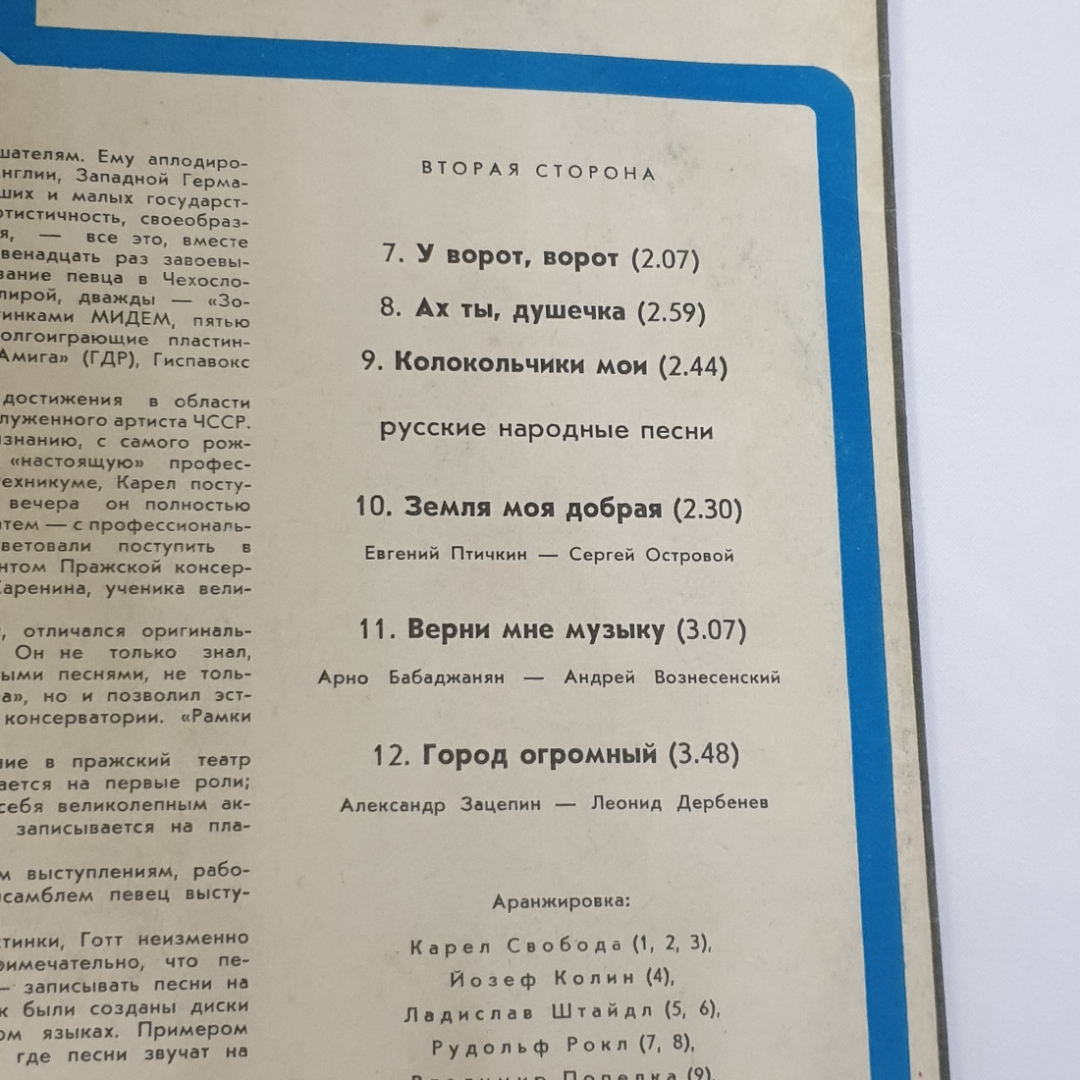 шателям. Ему аплодиро-
нглии, Западной Герма-
ших и малых государст-
ртистичность, своеобраз-
я, — все это, вместе
венадцать раз завоевы-
вание певца в Чехосло-
лирой, дважды — «Зо-
тинками МИДЕМ, пятью
олгоиграющие пластин-
Амига» (ГДР), Гиспавокс
достижения в области
луженного артиста ЧССР.
изнанию, с самого рож-
«настоящую» профес-
ехникуме, Карел посту-
вечера он полностью
атем — с профессиональ-
ветовали поступить в
нтом Пражской консер-
Каренина, ученика вели-
, отличался оригиналь-
Он не только знал,
ыми песнями, не толь-
а», но и позволил эст-
консерватории. «Рамки
ние в пражский театр
ается на первые роли;
себя великолепным ак-
записывается на пла-
м выступлениям, рабо-
нсамблем певец высту-
стинки, Готт неизменно
римечательно, что пе-
— записывать песни на
к были созданы диски
ом языках. Примером
где песни звучат на
ВТОРАЯ СТОРОНА
7. У ворот, ворот (2.07)
8. Ах ты, душечка (2.59)
9. Колокольчики мои (2.44)
русские народные песни
10. Земля моя добрая (2.30)
Евгений Птичкин — Сергей Островой
11. Верни мне музыку (3.07)
Арно Бабаджанян — Андрей Вознесенский
12. Город огромный (3.48)
Александр Зацепин — Леонид Дербенев
Аранжировка:
Карел Свобода (1, 2, 3),
Йозеф Колин (4),
Ладислав Штайдл (5, 6),
Рудольф Рокл (7, 8),
(9),